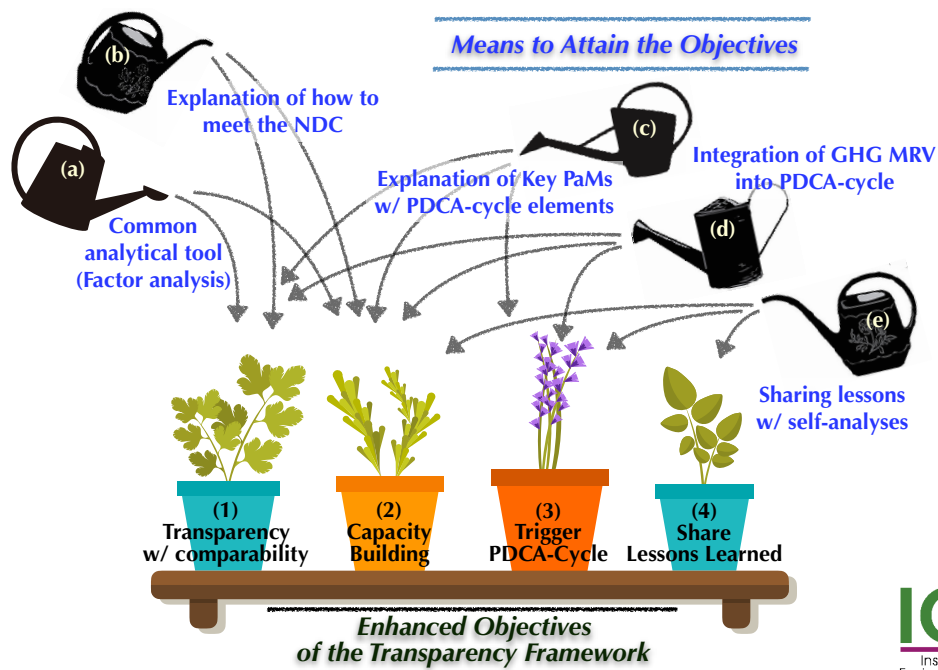 Means to Attain the Objectives
(b)
Explanation of how to
meet the NDC
(a)
Common
analytical tool
(Factor analysis)
(c)
Explanation of Key PaMs
w/ PDCA-cycle elements
Integration of GHG MRV
into PDCA-cycle
(d)
(e)
Sharing lessons
w/ self-analyses
(1)
Transparency
w/ comparability
(2)
Capacity
Building
(3)
Trigger
PDCA-Cycle
(4)
Share
Lessons Learned
Enhanced Objectives
of the Transparency Framework